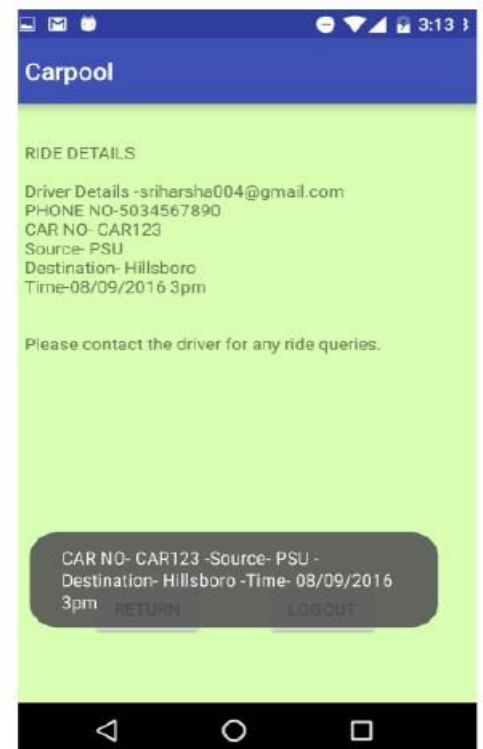 3:13
Carpool
RIDE DETAILS
Driver Details -sriharsha004@gmail.com
PHONE NO-5034567890
CAR NO- CAR123
Source- PSU
Destination- Hillsboro
Time-08/09/2016 3pm
Please contact the driver for any ride queries.
CAR NO- CAR123 -Source- PSU -
Destination- Hillsboro -Time- 08/09/2016
3pm
RETURN LOGOUT